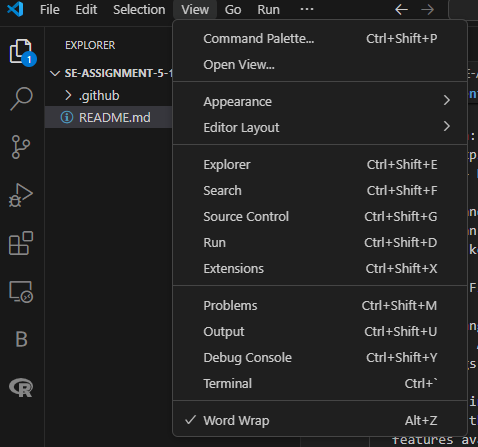 File Edit Selection View Go Run ···
EXPLORER
SE-ASSIGNMENT-5-1
.github
README.md
1
B
R
Command Palette... Ctrl+Shift+P
Open View...
Appearance
Editor Layout
Explorer Ctrl+Shift+E
Search Ctrl+Shift+F
Source Control Ctrl+Shift+G
Run Ctrl+Shift+D
Extensions Ctrl+Shift+X
Problems Ctrl+Shift+M
Output Ctrl+Shift+U
Debug Console Ctrl+Shift+Y
Terminal Ctrl+`
Word Wrap Alt+Z
features ava